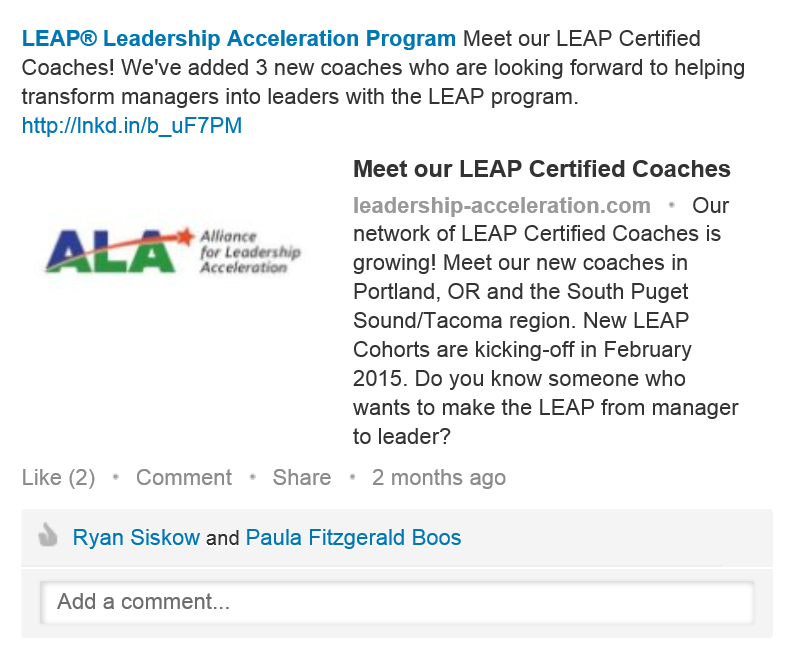 LEAP® Leadership Acceleration Program Meet our LEAP Certified
Coaches! We've added 3 new coaches who are looking forward to helping
transform managers into leaders with the LEAP program.
http://lnkd.in/b_uF7PM
ALA Alliance
for Leadership
Acceleration
Meet our LEAP Certified Coaches
leadership-acceleration.com • Our
network of LEAP Certified Coaches is
growing! Meet our new coaches in
Portland, OR and the South Puget
Sound/Tacoma region. New LEAP
Cohorts are kicking-off in February
2015. Do you know someone who
wants to make the LEAP from manager
to leader?
Like (2) • Comment • Share • 2 months ago
Ryan Siskow and Paula Fitzgerald Boos
Add a comment...